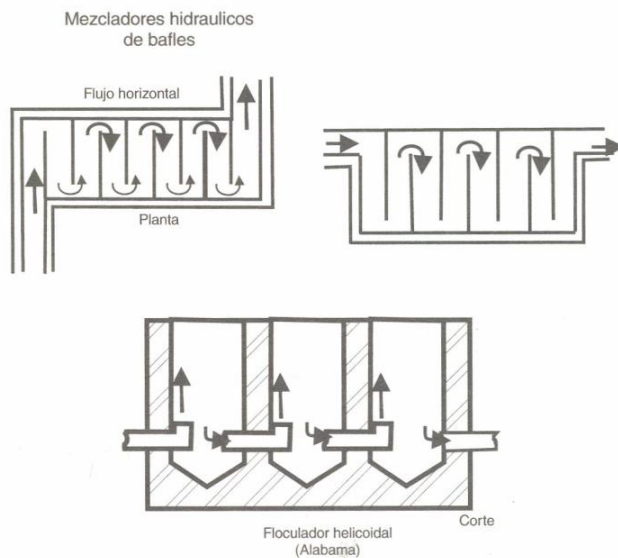 Mezcladores hidraulicos
de bafles
Flujo horizontal
Planta
Corte
Floculador helicoidal
(Alabama)